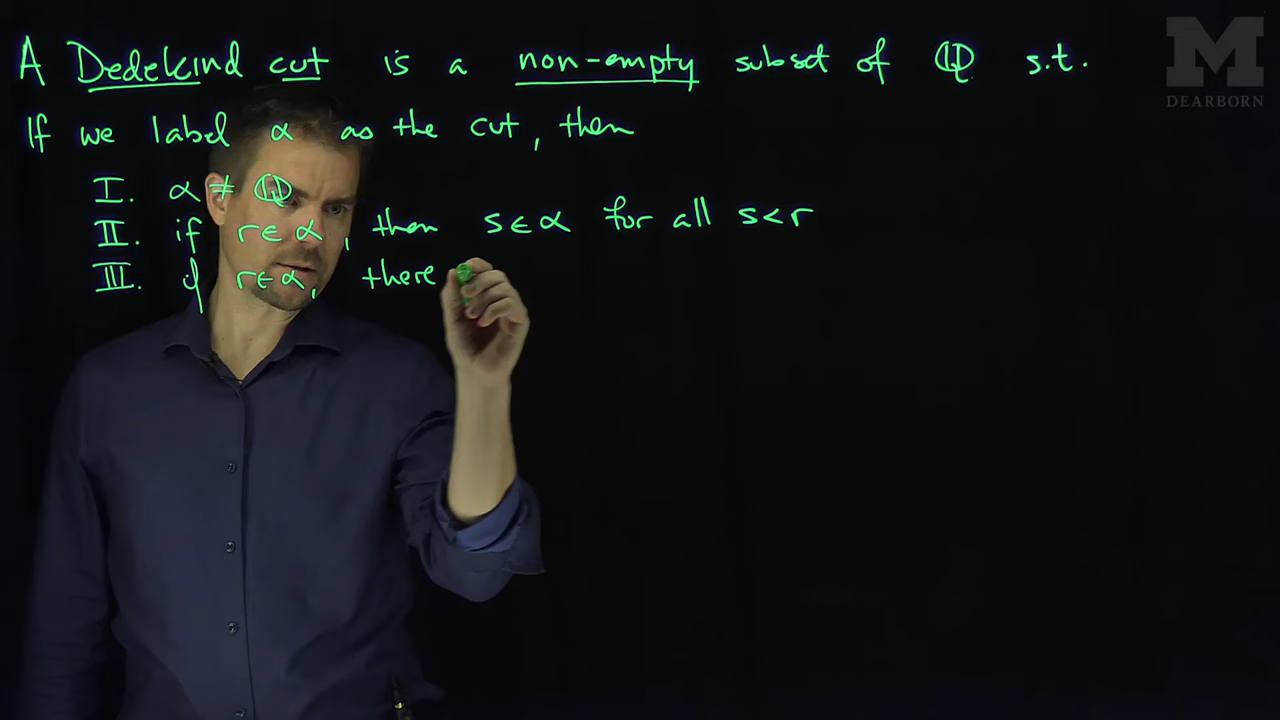 A Dedekind cut is a non-empty subset of ℚ s.t.
If we label α as the cut, then
I. α ≠ ℚ
II. if r ∈ α, then s ∈ α for all s < r
III. if r ∈ α, there
M
DEARBORN